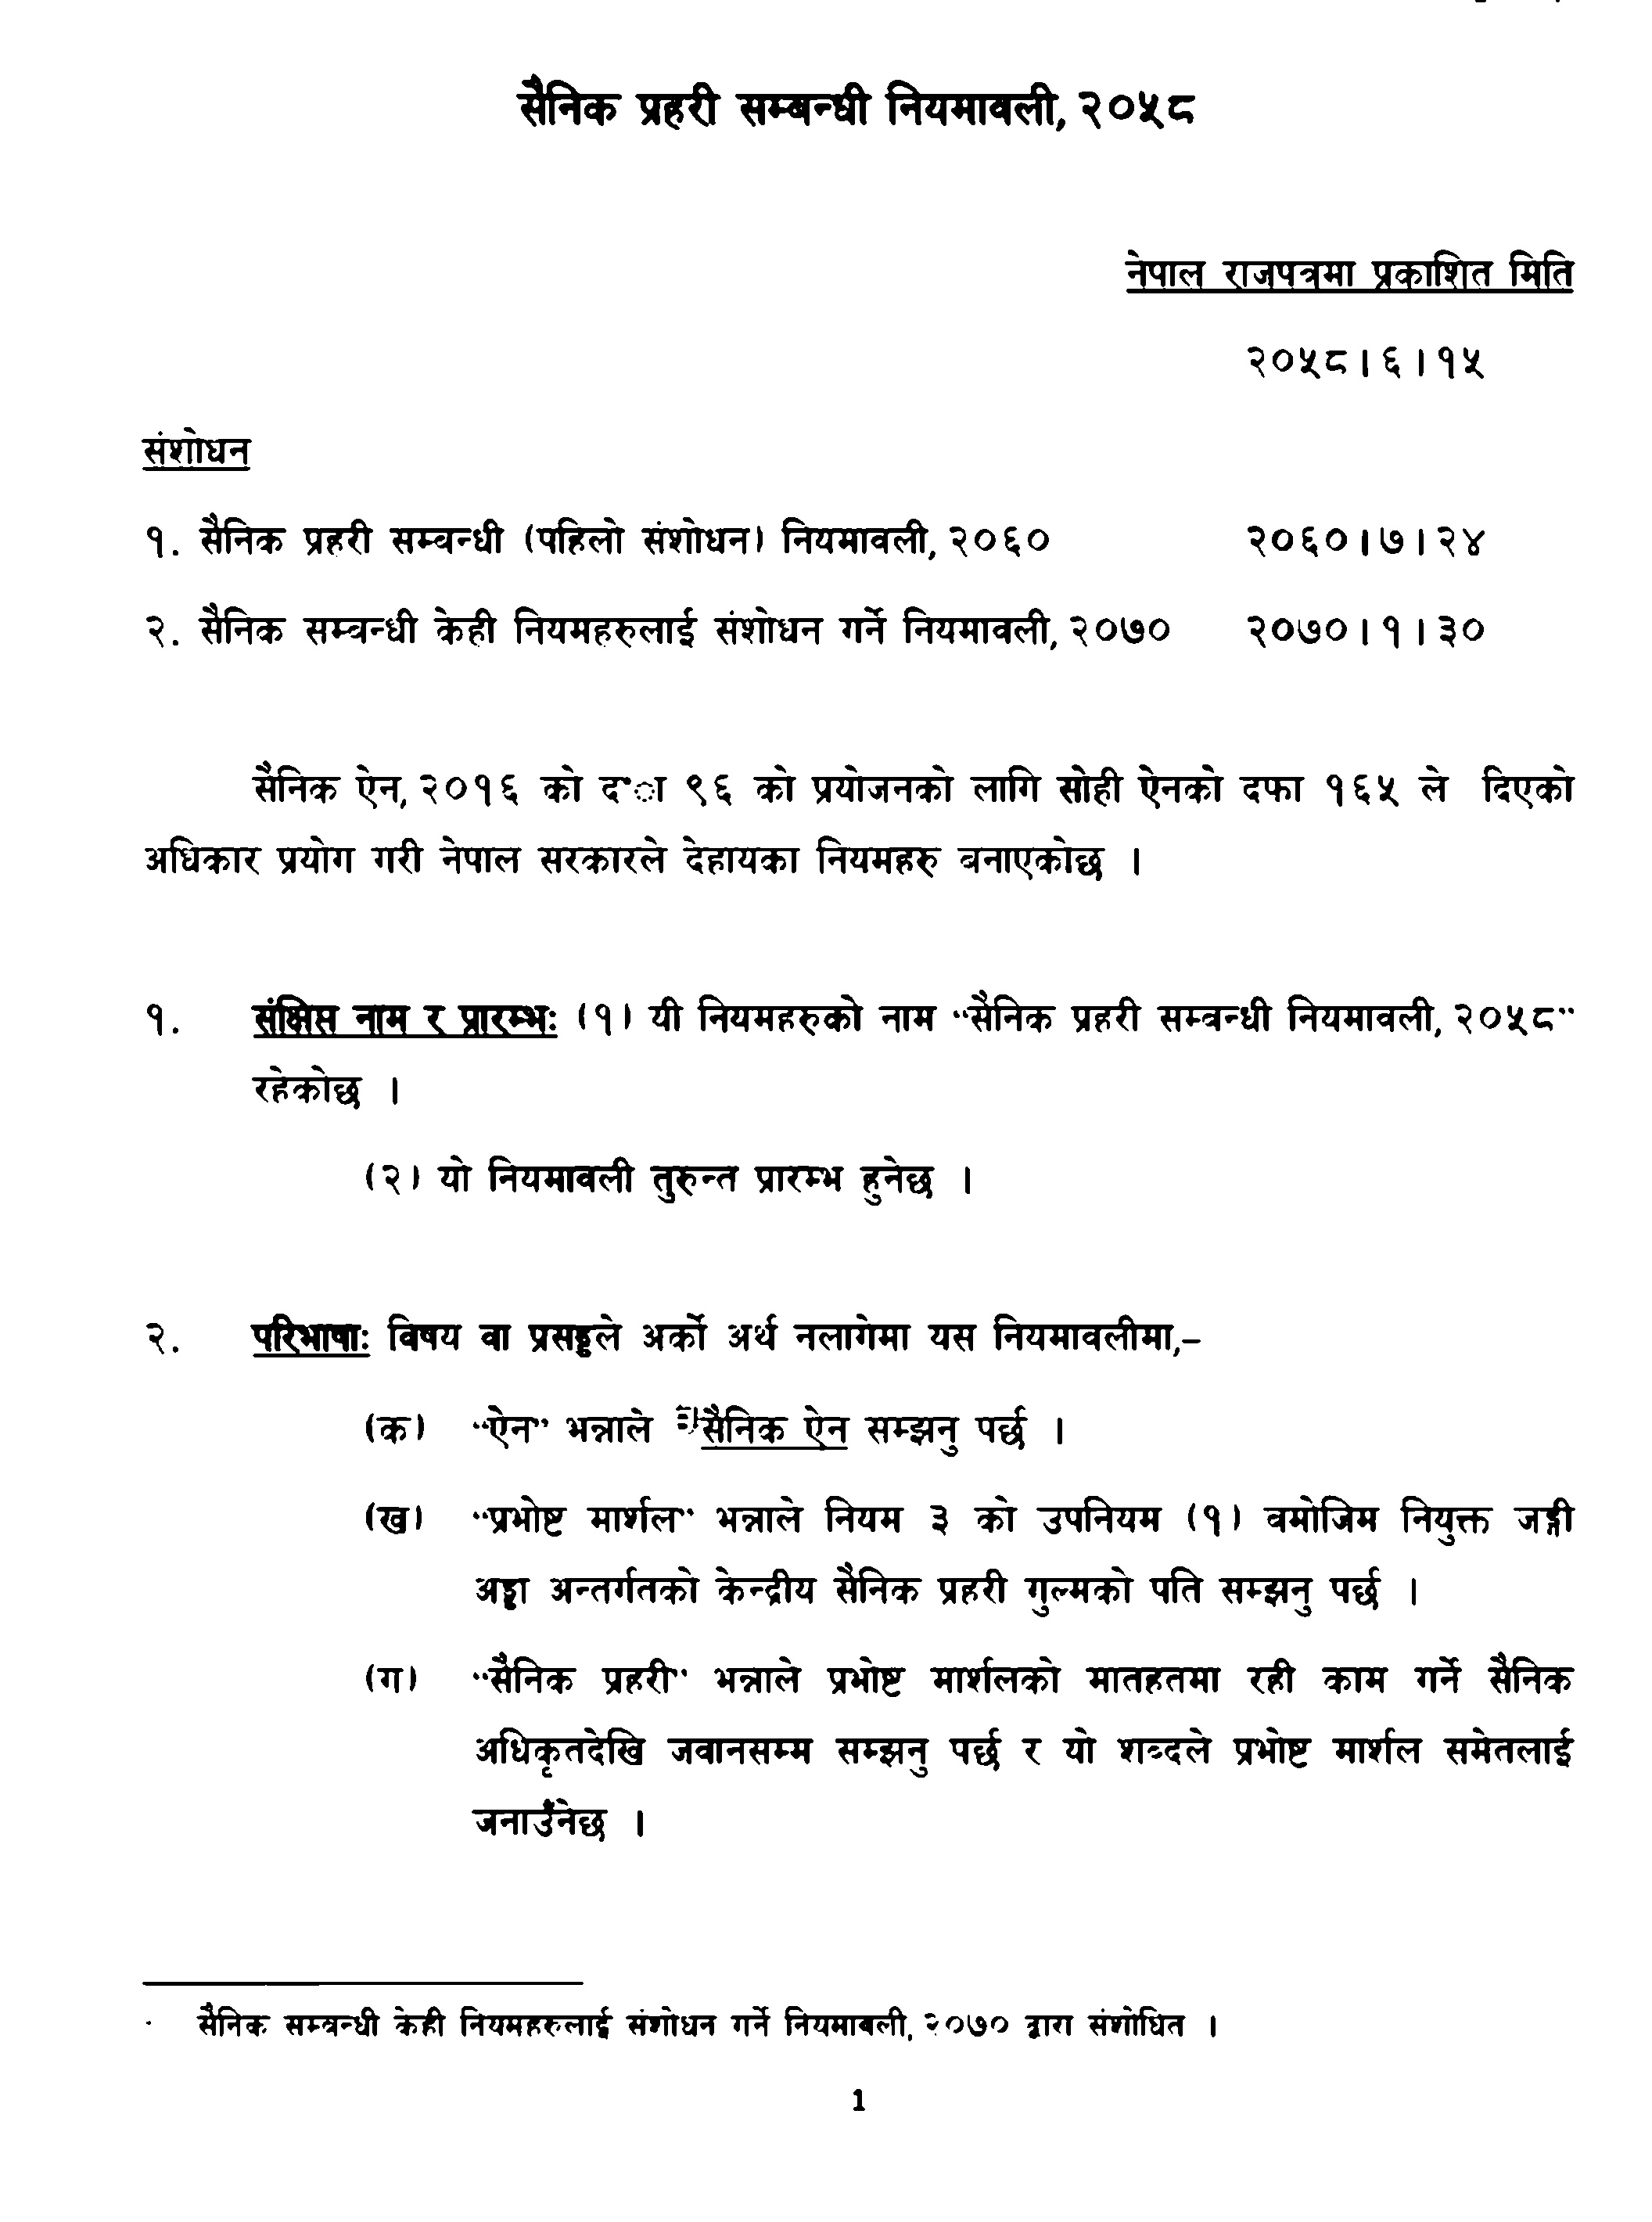 सैनिक प्रहरी सम्बन्धी नियमावली, २०५८
नेपाल राजपत्रमा प्रकाशित मिति
२०५८।६।१५
संशोधन
१. सैनिक प्रहरी सम्बन्धी (पहिलो संशोधन) नियमावली, २०६० २०६०।७।२४
२. सैनिक सम्बन्धी केही नियमहरुलाई संशोधन गर्ने नियमावली, २०७० २०७०।१।३०
सैनिक ऐन, २०१६ को ९६ को प्रयोजनको लागि सोही ऐनको दफा १६५ ले दिएको
अधिकार प्रयोग गरी नेपाल सरकारले देहायका नियमहरु बनाएकोछ ।
१. संक्षिप्त नाम र प्रारम्भः (१) यी नियमहरुको नाम "सैनिक प्रहरी सम्बन्धी नियमावली, २०५८"
रहेकोछ ।
(२) यो नियमावली तुरुन्त प्रारम्भ हुनेछ ।
२. परिभाषाः विषय वा प्रसङ्गले अर्को अर्थ नलागेमा यस नियमावलीमा,–
(क) "ऐन" भन्नाले सैनिक ऐन सम्झनु पर्छ ।
(ख) "प्रभोष्ट मार्शल" भन्नाले नियम ३ को उपनियम (१) बमोजिम नियुक्त जङ्गी
अड्डा अन्तर्गतको केन्द्रीय सैनिक प्रहरी गुल्मको पति सम्झनु पर्छ ।
(ग) "सैनिक प्रहरी" भन्नाले प्रभोष्ट मार्शलको मातहतमा रही काम गर्ने सैनिक
अधिकृतदेखि जवानसम्म सम्झनु पर्छ र यो शब्दले प्रभोष्ट मार्शल समेतलाई
जनाउँनेछ ।
सैनिक सम्बन्धी केही नियमहरुलाई संशोधन गर्ने नियमावली, २०७० द्वारा संशोधित ।
1